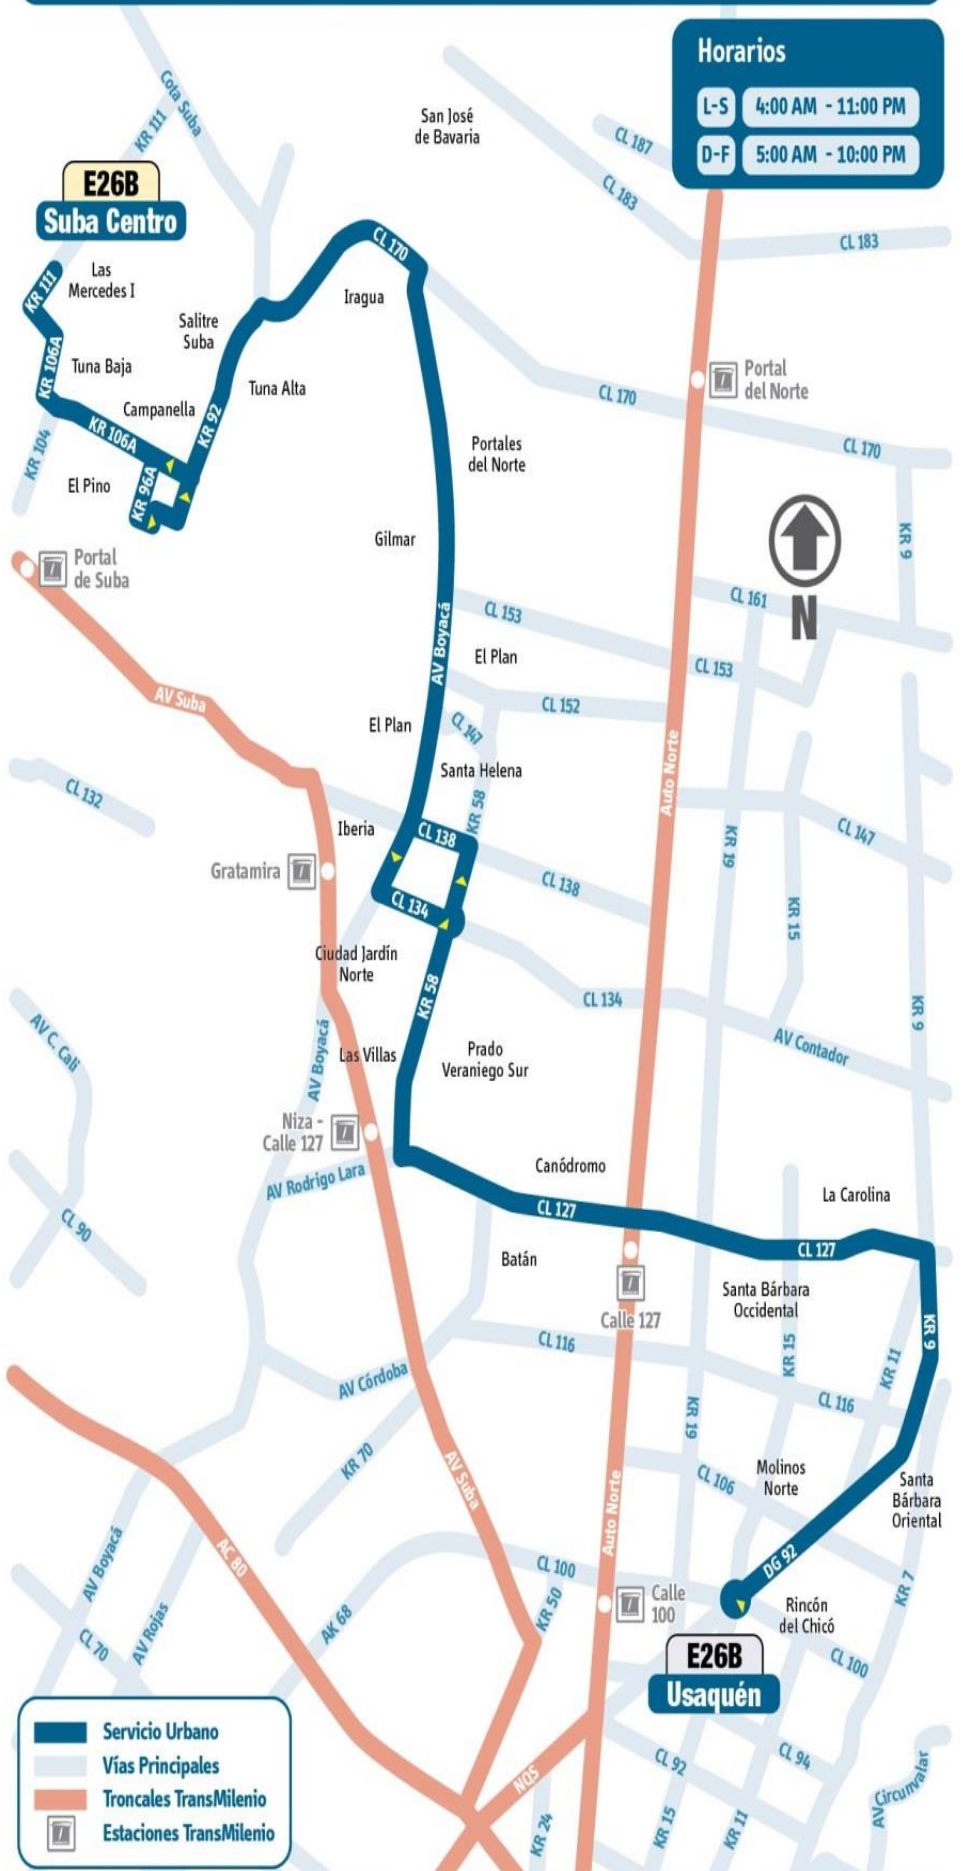 Horarios
L-S 4:00 AM - 11:00 PM
D-F 5:00 AM - 10:00 PM
Cota Suba
KR 111
San José
de Bavaria
CL 187
CL 183
CL 183
E26B
Suba Centro
CL 170
KR 111
Las
Mercedes I
Iragua
Salitre
Suba
KR 106A
Tuna Baja
Tuna Alta
Portal
del Norte
CL 170
Campanella
KR 92
KR 106A
KR 104
Portales
del Norte
CL 170
El Pino
KR 96A
Gilmar
KR 9
N
Portal
de Suba
CL 161
CL 153
AV Boyacá
El Plan
CL 153
AV Suba
CL 152
El Plan
CL 147
Santa Helena
Auto Norte
CL 132
KR 58
Iberia
CL 138
KR 19
CL 147
Gratamira
CL 138
CL 134
KR 15
Ciudad Jardín
Norte
KR 58
CL 134
KR 9
AV C. Cali
AV Boyacá
Las Villas
Prado
Veraniego Sur
AV Contador
Niza -
Calle 127
AV Rodrigo Lara
Canódromo
La Carolina
CL 90
CL 127
CL 127
Batán
Santa Bárbara
Occidental
Calle 127
CL 116
KR 15
KR 11
KR 9
AV Córdoba
CL 116
KR 19
KR 70
AV Suba
CL 106
Molinos
Norte
Santa
Bárbara
Oriental
Auto Norte
AC 80
AV Boyacá
DG 92
CL 100
KR 50
Calle
100
Rincón
del Chicó
KR 7
AK 68
AV Rojas
CL 70
CL 100
E26B
Usaquén
Servicio Urbano
Vías Principales
Troncales TransMilenio
Estaciones TransMilenio
NQS
CL 92
CL 94
AV Circunvalar
KR 24
KR 15
KR 11